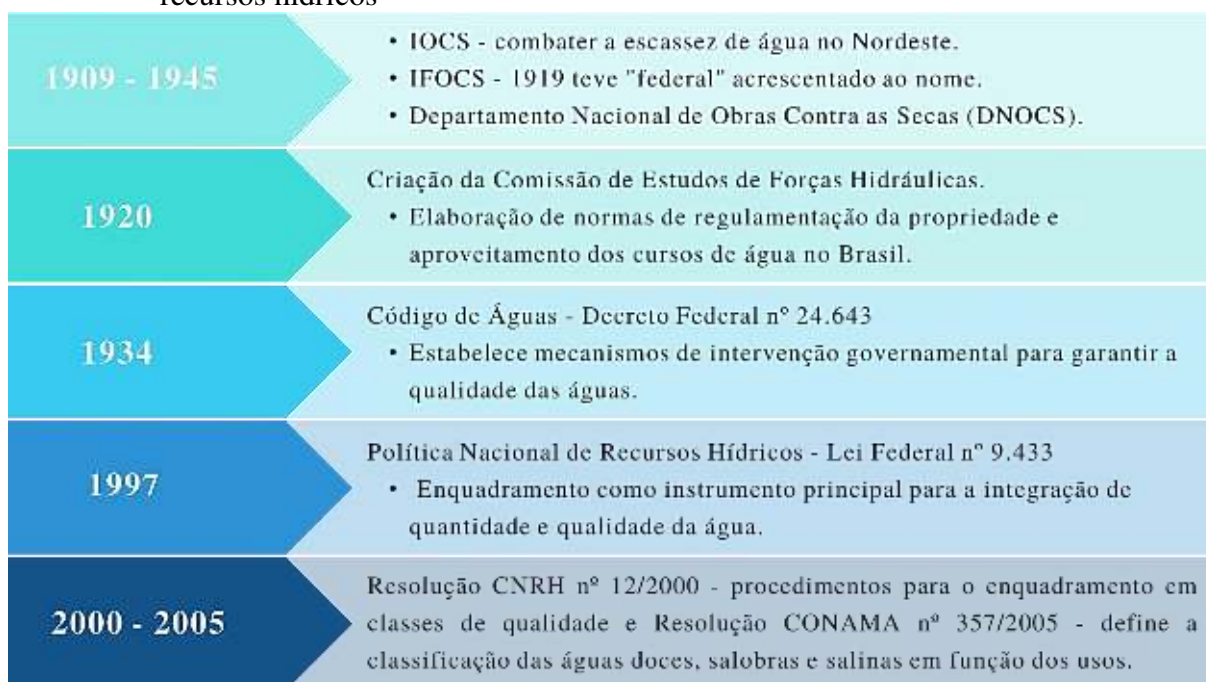 recursos hídricos
1909 - 1945
• IOCS - combater a escassez de água no Nordeste.
• IFOCS - 1919 teve "federal" acrescentado ao nome.
• Departamento Nacional de Obras Contra as Secas (DNOCS).
1920
Criação da Comissão de Estudos de Forças Hidráulicas.
• Elaboração de normas de regulamentação da propriedade e
aproveitamento dos cursos de água no Brasil.
1934
Código de Águas - Decreto Federal nº 24.643
• Estabelece mecanismos de intervenção governamental para garantir a
qualidade das águas.
1997
Política Nacional de Recursos Hídricos - Lei Federal nº 9.433
• Enquadramento como instrumento principal para a integração de
quantidade e qualidade da água.
2000 - 2005
Resolução CNRH nº 12/2000 - procedimentos para o enquadramento em
classes de qualidade e Resolução CONAMA nº 357/2005 - define a
classificação das águas doces, salobras e salinas em função dos usos.